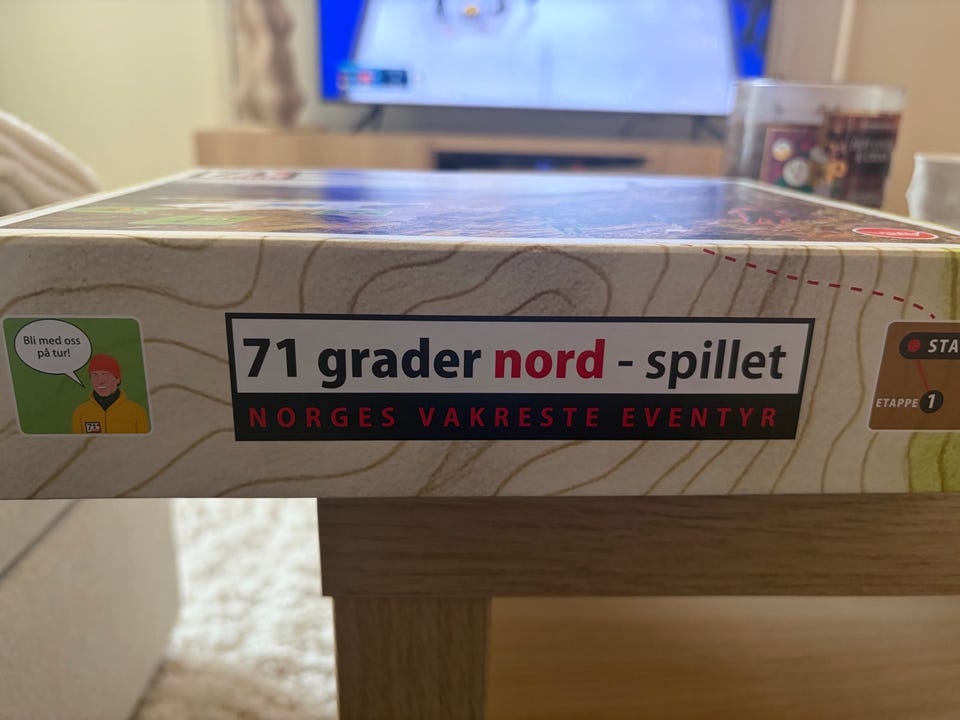 Bli med oss
på tur!
71 grader nord - spillet
NORGES VAKRESTE EVENTYR
STA
ETAPPE 1